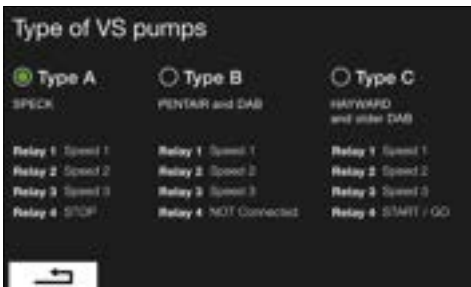 Type of VS pumps
Type A
SPECK
Relay 1 Speed 1
Relay 2 Speed 2
Relay 3 Speed 3
Relay 4 STOP
Type B
PENTAIR and DAB
Relay 1 Speed 1
Relay 2 Speed 2
Relay 3 Speed 3
Relay 4 NOT Connected
Type C
HAYWARD
and older DAB
Relay 1 Speed 1
Relay 2 Speed 2
Relay 3 Speed 3
Relay 4 START / GO